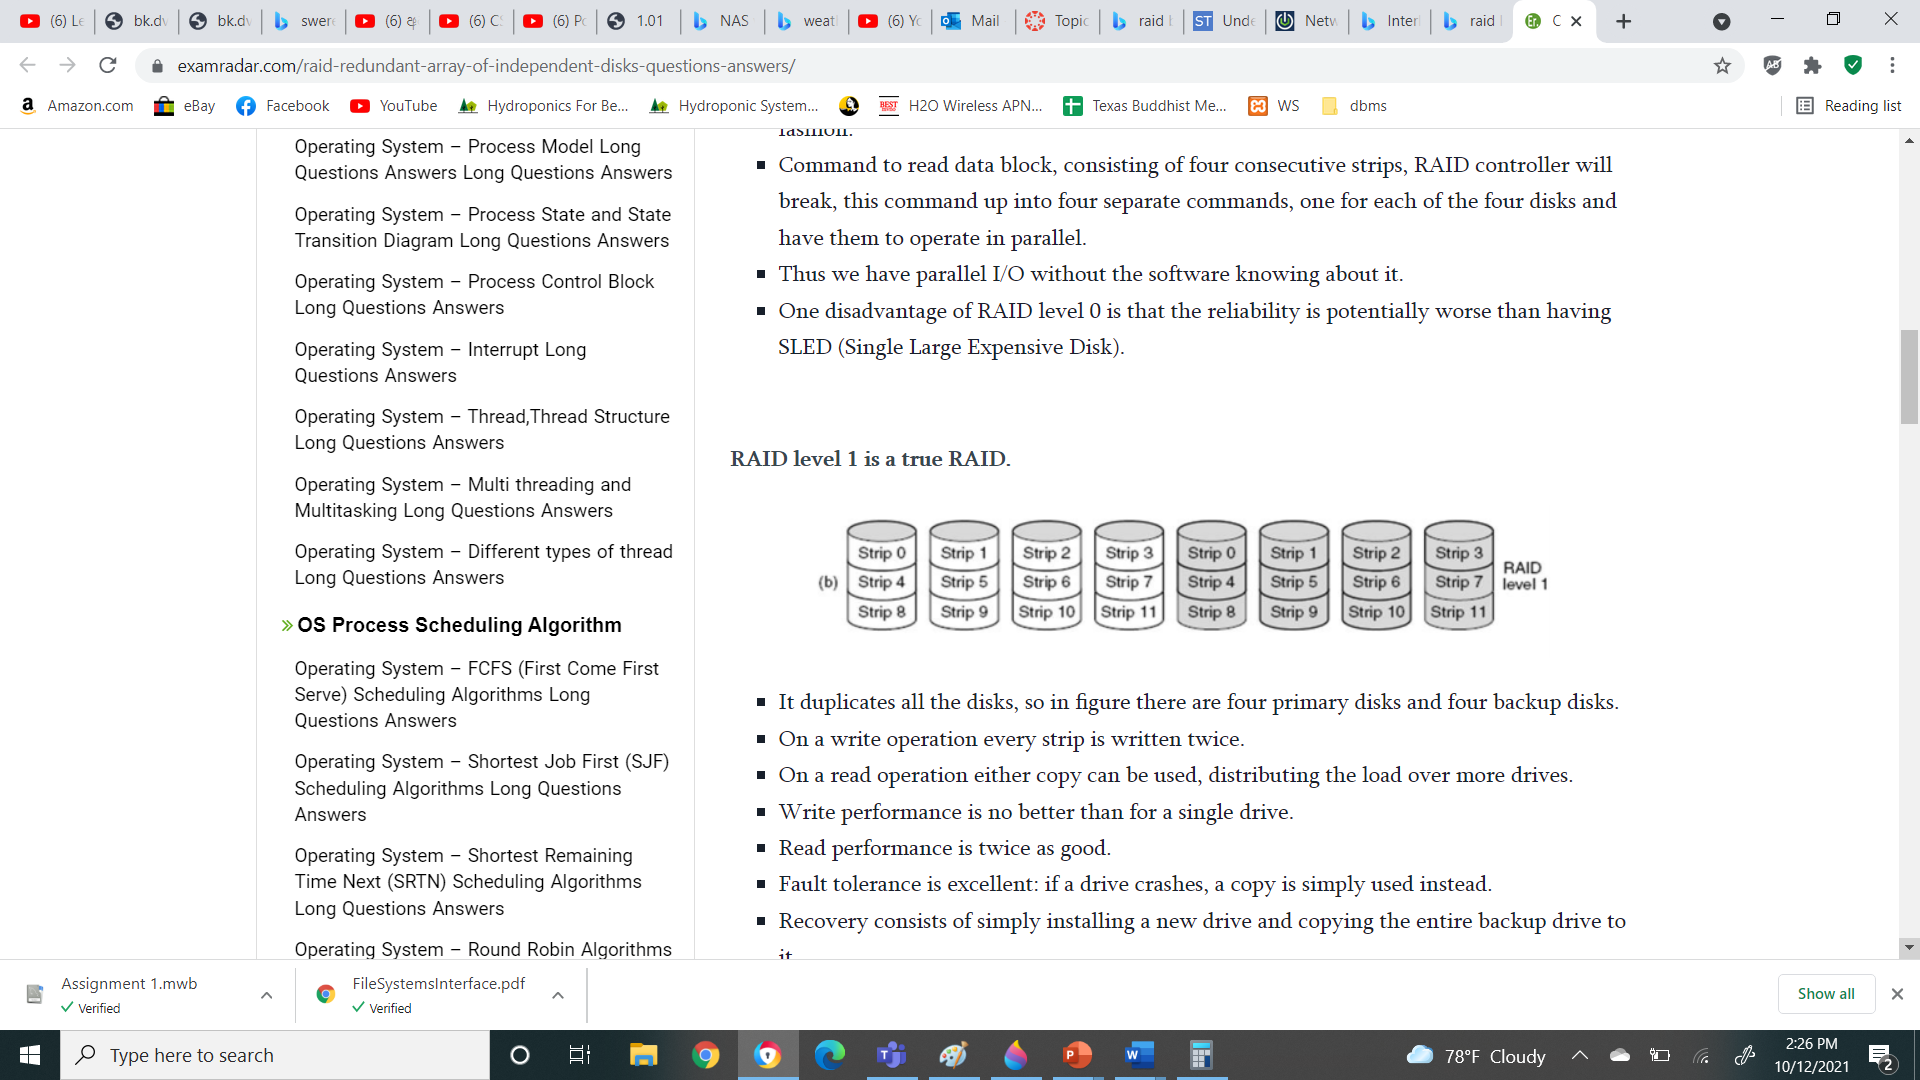 (6) Le
bk.dv
bk.dv
swere
(6)
(6) C
(6) Po
1.01
NAS
weat
(6) Yo
Mail
Topic
raid b
ST Unde
Netw
Inter
raid
Er. C
examradar.com/raid-redundant-array-of-independent-disks-questions-answers/
Amazon.com
eBay
Facebook
YouTube
Hydroponics For Be...
Hydroponic System...
BEST
H2O Wireless APN...
Texas Buddhist Me...
WS
dbms
Reading list
Operating System – Process Model Long
Questions Answers Long Questions Answers
Operating System – Process State and State
Transition Diagram Long Questions Answers
Operating System – Process Control Block
Long Questions Answers
Operating System – Interrupt Long
Questions Answers
Operating System – Thread,Thread Structure
Long Questions Answers
Operating System – Multi threading and
Multitasking Long Questions Answers
Operating System – Different types of thread
Long Questions Answers
» OS Process Scheduling Algorithm
Operating System – FCFS (First Come First
Serve) Scheduling Algorithms Long
Questions Answers
Operating System – Shortest Job First (SJF)
Scheduling Algorithms Long Questions
Answers
Operating System – Shortest Remaining
Time Next (SRTN) Scheduling Algorithms
Long Questions Answers
Operating System – Round Robin Algorithms
fashion.
▪ Command to read data block, consisting of four consecutive strips, RAID controller will
break, this command up into four separate commands, one for each of the four disks and
have them to operate in parallel.
▪ Thus we have parallel I/O without the software knowing about it.
▪ One disadvantage of RAID level 0 is that the reliability is potentially worse than having
SLED (Single Large Expensive Disk).
RAID level 1 is a true RAID.
Strip 0 Strip 1 Strip 2 Strip 3 Strip 0 Strip 1 Strip 2 Strip 3
(b) Strip 4 Strip 5 Strip 6 Strip 7 Strip 4 Strip 5 Strip 6 Strip 7
Strip 8 Strip 9 Strip 10 Strip 11 Strip 8 Strip 9 Strip 10 Strip 11
RAID
level 1
▪ It duplicates all the disks, so in figure there are four primary disks and four backup disks.
▪ On a write operation every strip is written twice.
▪ On a read operation either copy can be used, distributing the load over more drives.
▪ Write performance is no better than for a single drive.
▪ Read performance is twice as good.
▪ Fault tolerance is excellent: if a drive crashes, a copy is simply used instead.
▪ Recovery consists of simply installing a new drive and copying the entire backup drive to
it.
Assignment 1.mwb
Verified
FileSystemsInterface.pdf
Verified
Show all
Type here to search
78°F Cloudy
2:26 PM
10/12/2021
2